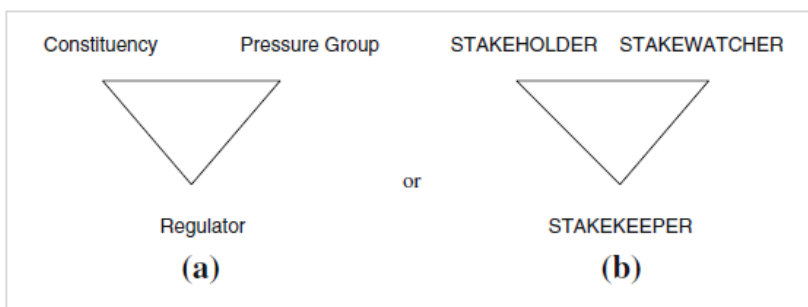 Constituency Pressure Group STAKEHOLDER STAKEWATCHER
or
Regulator STAKEKEEPER
(a) (b)